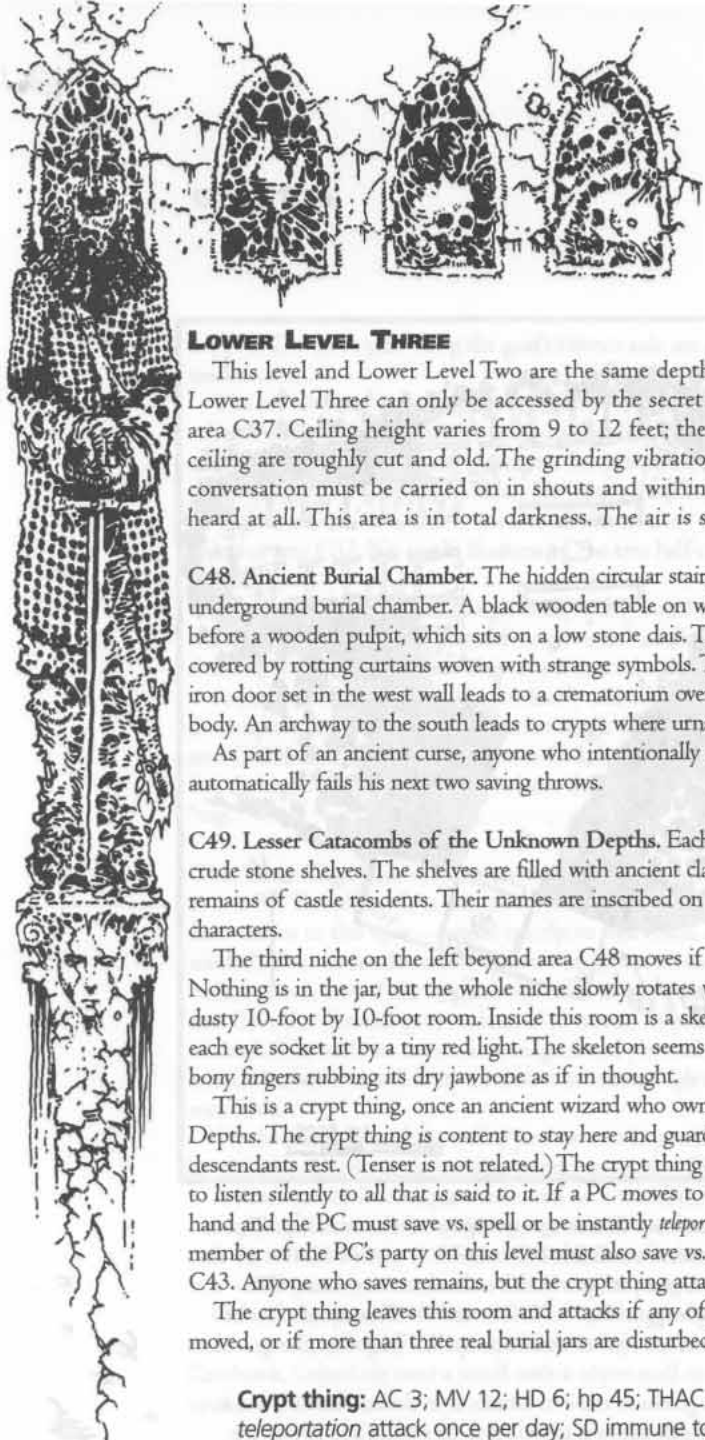 LOWER LEVEL THREE
This level and Lower Level Two are the same depth
Lower Level Three can only be accessed by the secret
area C37. Ceiling height varies from 9 to 12 feet; the
ceiling are roughly cut and old. The grinding vibratio
conversation must be carried on in shouts and within
heard at all. This area is in total darkness. The air is s
C48. Ancient Burial Chamber. The hidden circular stair
underground burial chamber. A black wooden table on w
before a wooden pulpit, which sits on a low stone dais. T
covered by rotting curtains woven with strange symbols. T
iron door set in the west wall leads to a crematorium over
body. An archway to the south leads to crypts where urn
As part of an ancient curse, anyone who intentionally
automatically fails his next two saving throws.
C49. Lesser Catacombs of the Unknown Depths. Each
crude stone shelves. The shelves are filled with ancient cla
remains of castle residents. Their names are inscribed on
characters.
The third niche on the left beyond area C48 moves if
Nothing is in the jar, but the whole niche slowly rotates
dusty 10-foot by 10-foot room. Inside this room is a ske
each eye socket lit by a tiny red light. The skeleton seems
bony fingers rubbing its dry jawbone as if in thought.
This is a crypt thing, once an ancient wizard who own
Depths. The crypt thing is content to stay here and guar
descendants rest. (Tenser is not related.) The crypt thing
to listen silently to all that is said to it. If a PC moves to
hand and the PC must save vs. spell or be instantly telepor
member of the PC's party on this level must also save vs.
C43. Anyone who saves remains, but the crypt thing atta
The crypt thing leaves this room and attacks if any of
moved, or if more than three real burial jars are disturbed
Crypt thing: AC 3; MV 12; HD 6; hp 45; THAC
teleportation attack once per day; SD immune to